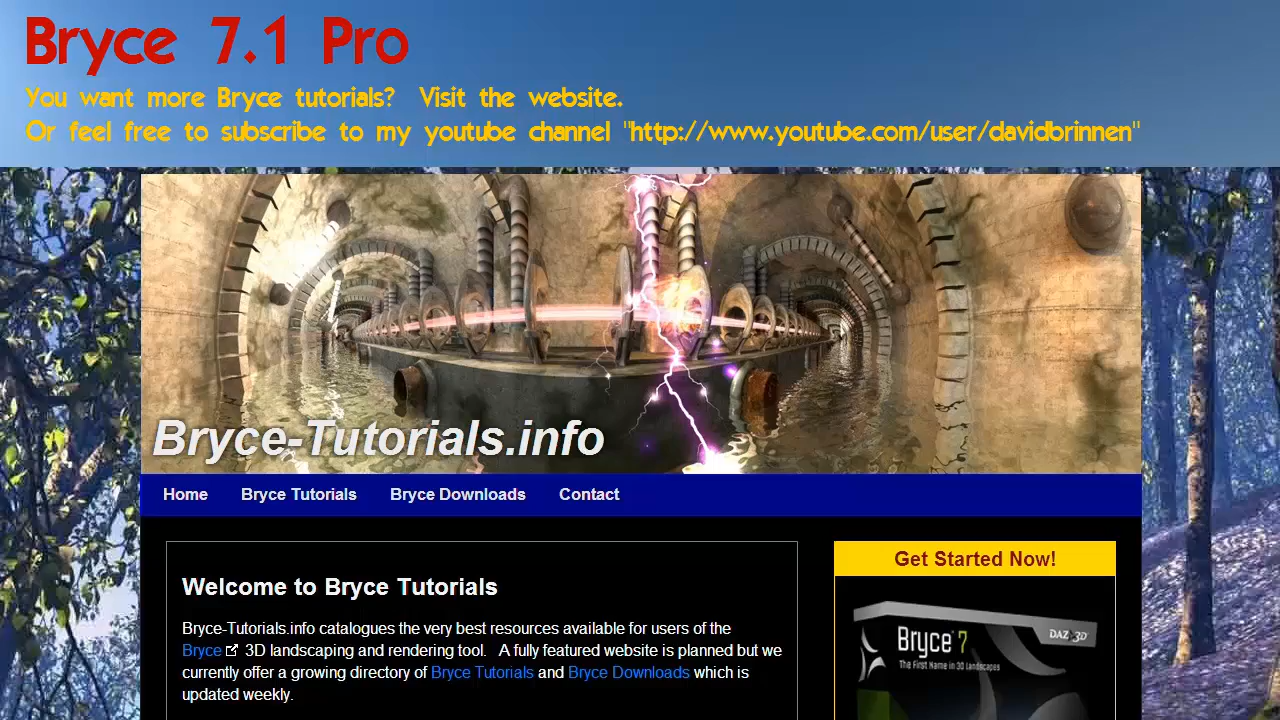 Bryce 7.1 Pro
You want more Bryce tutorials? Visit the website.
Or feel free to subscribe to my youtube channel "http://www.youtube.com/user/davidbrinnen"
Bryce-Tutorials.info
Home Bryce Tutorials Bryce Downloads Contact
Welcome to Bryce Tutorials
Bryce-Tutorials.info catalogues the very best resources available for users of the
Bryce 3D landscaping and rendering tool. A fully featured website is planned but we
currently offer a growing directory of Bryce Tutorials and Bryce Downloads which is
updated weekly.
Get Started Now!
DAZ 3D
Bryce 7
The First Name in 3D landscapes